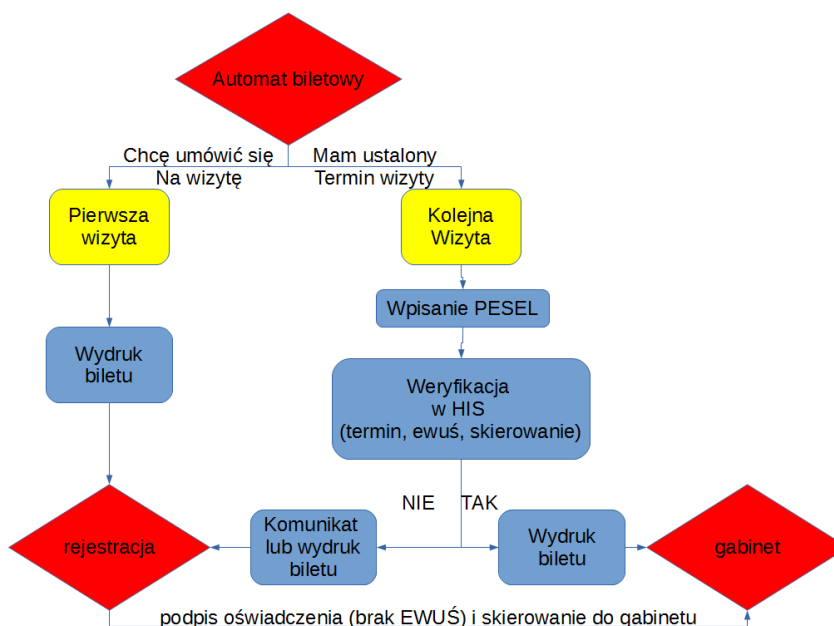 Automat biletowy
Chcę umówić się
Na wizytę
Mam ustalony
Termin wizyty
Pierwsza
wizyta
Kolejna
Wizyta
Wpisanie PESEL
Wydruk
biletu
Weryfikacja
w HIS
(termin, ewuś, skierowanie)
NIE
TAK
rejestracja
Komunikat
lub wydruk
biletu
Wydruk
biletu
gabinet
podpis oświadczenia (brak EWUŚ) i skierowanie do gabinetu